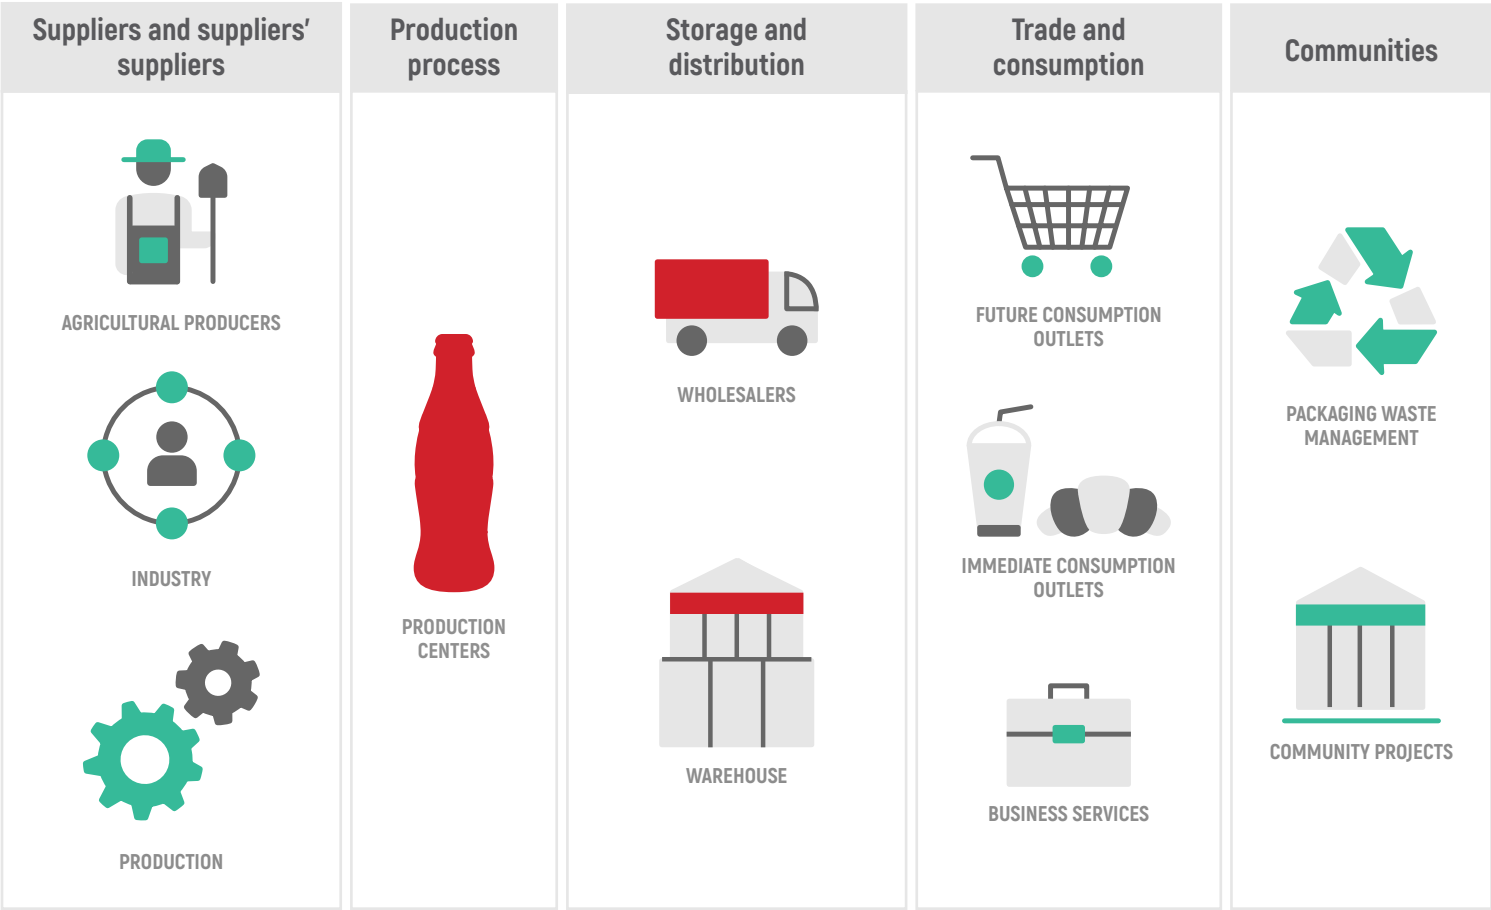 Suppliers and suppliers’
suppliers
AGRICULTURAL PRODUCERS
INDUSTRY
PRODUCTION
Production
process
PRODUCTION
CENTERS
Storage and
distribution
WHOLESALERS
WAREHOUSE
Trade and
consumption
FUTURE CONSUMPTION
OUTLETS
IMMEDIATE CONSUMPTION
OUTLETS
BUSINESS SERVICES
Communities
PACKAGING WASTE
MANAGEMENT
COMMUNITY PROJECTS